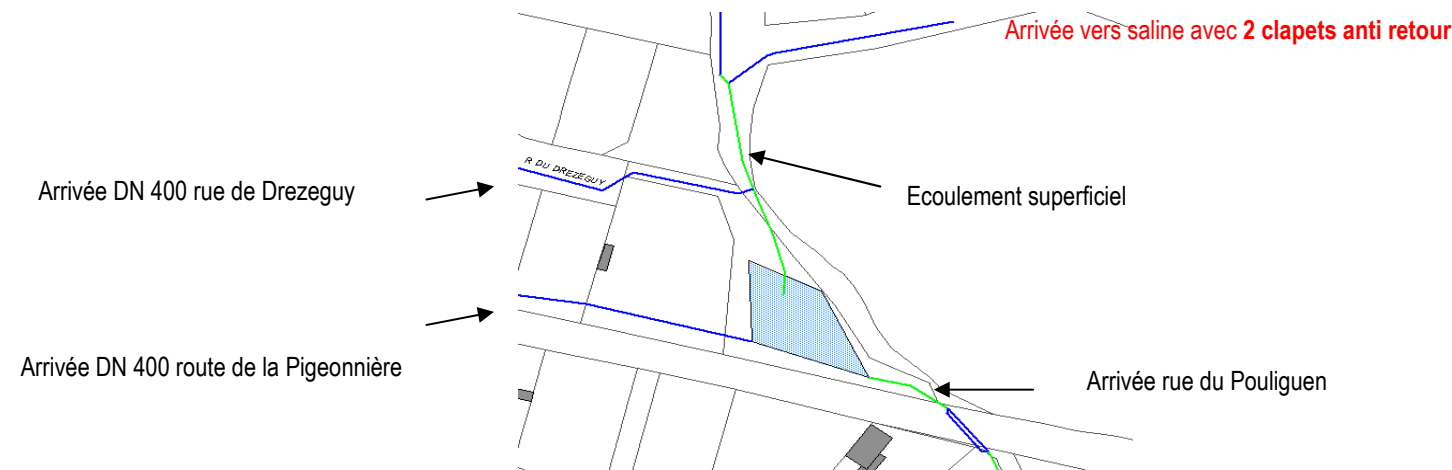 Arrivée vers saline avec 2 clapets anti retour
R DU DREZEGUY
Arrivée DN 400 rue de Drezeguy
Ecoulement superficiel
Arrivée DN 400 route de la Pigeonnière
Arrivée rue du Pouliguen